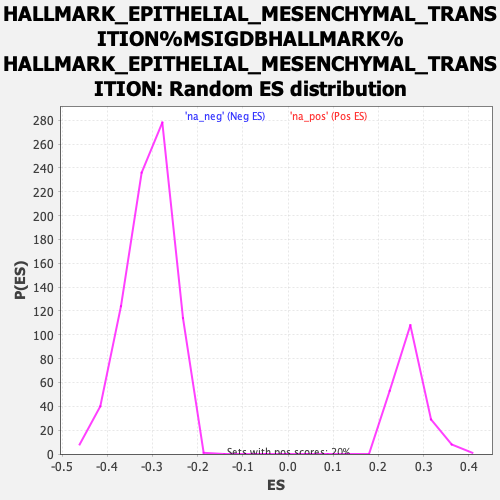 HALLMARK_EPITHELIAL_MESENCHYMAL_TRANS
ITION%MSIGDBHALLMARK%
HALLMARK_EPITHELIAL_MESENCHYMAL_TRANS
ITION: Random ES distribution
'na_neg' (Neg ES) 'na_pos' (Pos ES)
280
260
240
220
200
180
160
140
120
100
80
60
40
20
0
P(ES)
Sets with pos scores: 20%
-0.5 -0.4 -0.3 -0.2 -0.1 0.0 0.1 0.2 0.3 0.4
ES